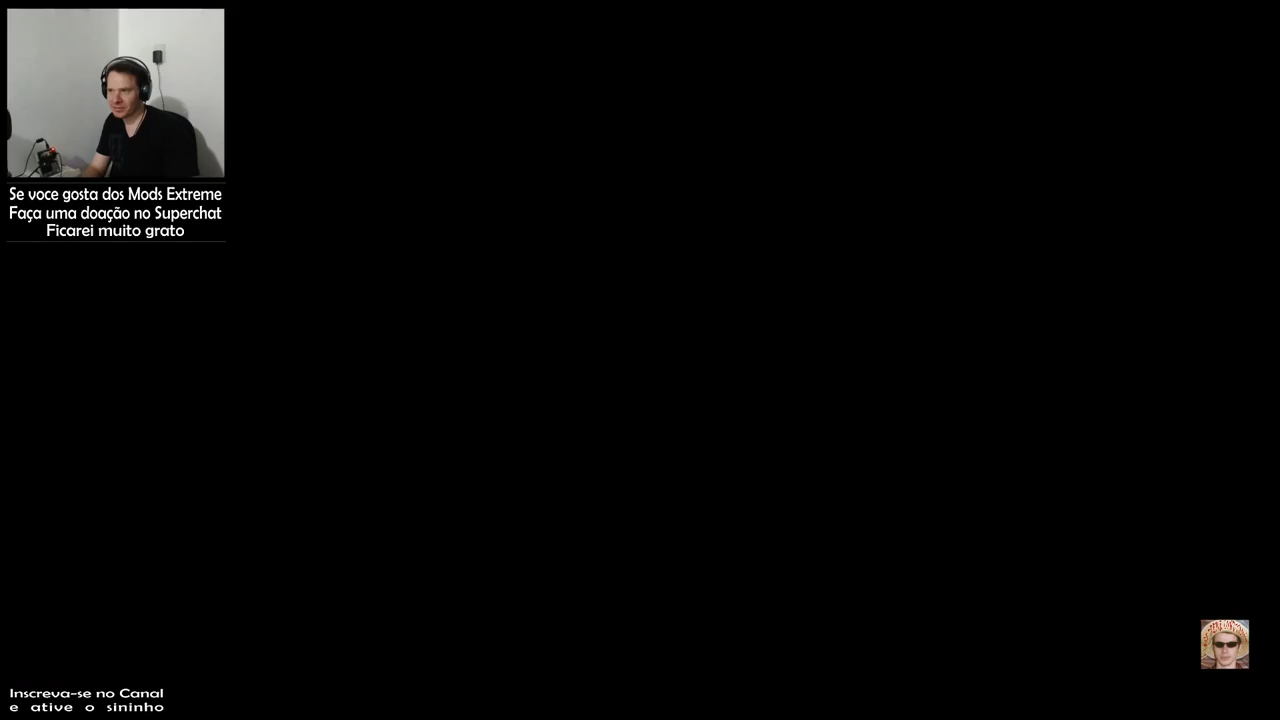 Se voce gosta dos Mods Extreme
Faça uma doação no Superchat
Ficarei muito grato
Inscreva-se no Canal
e ative o sininho